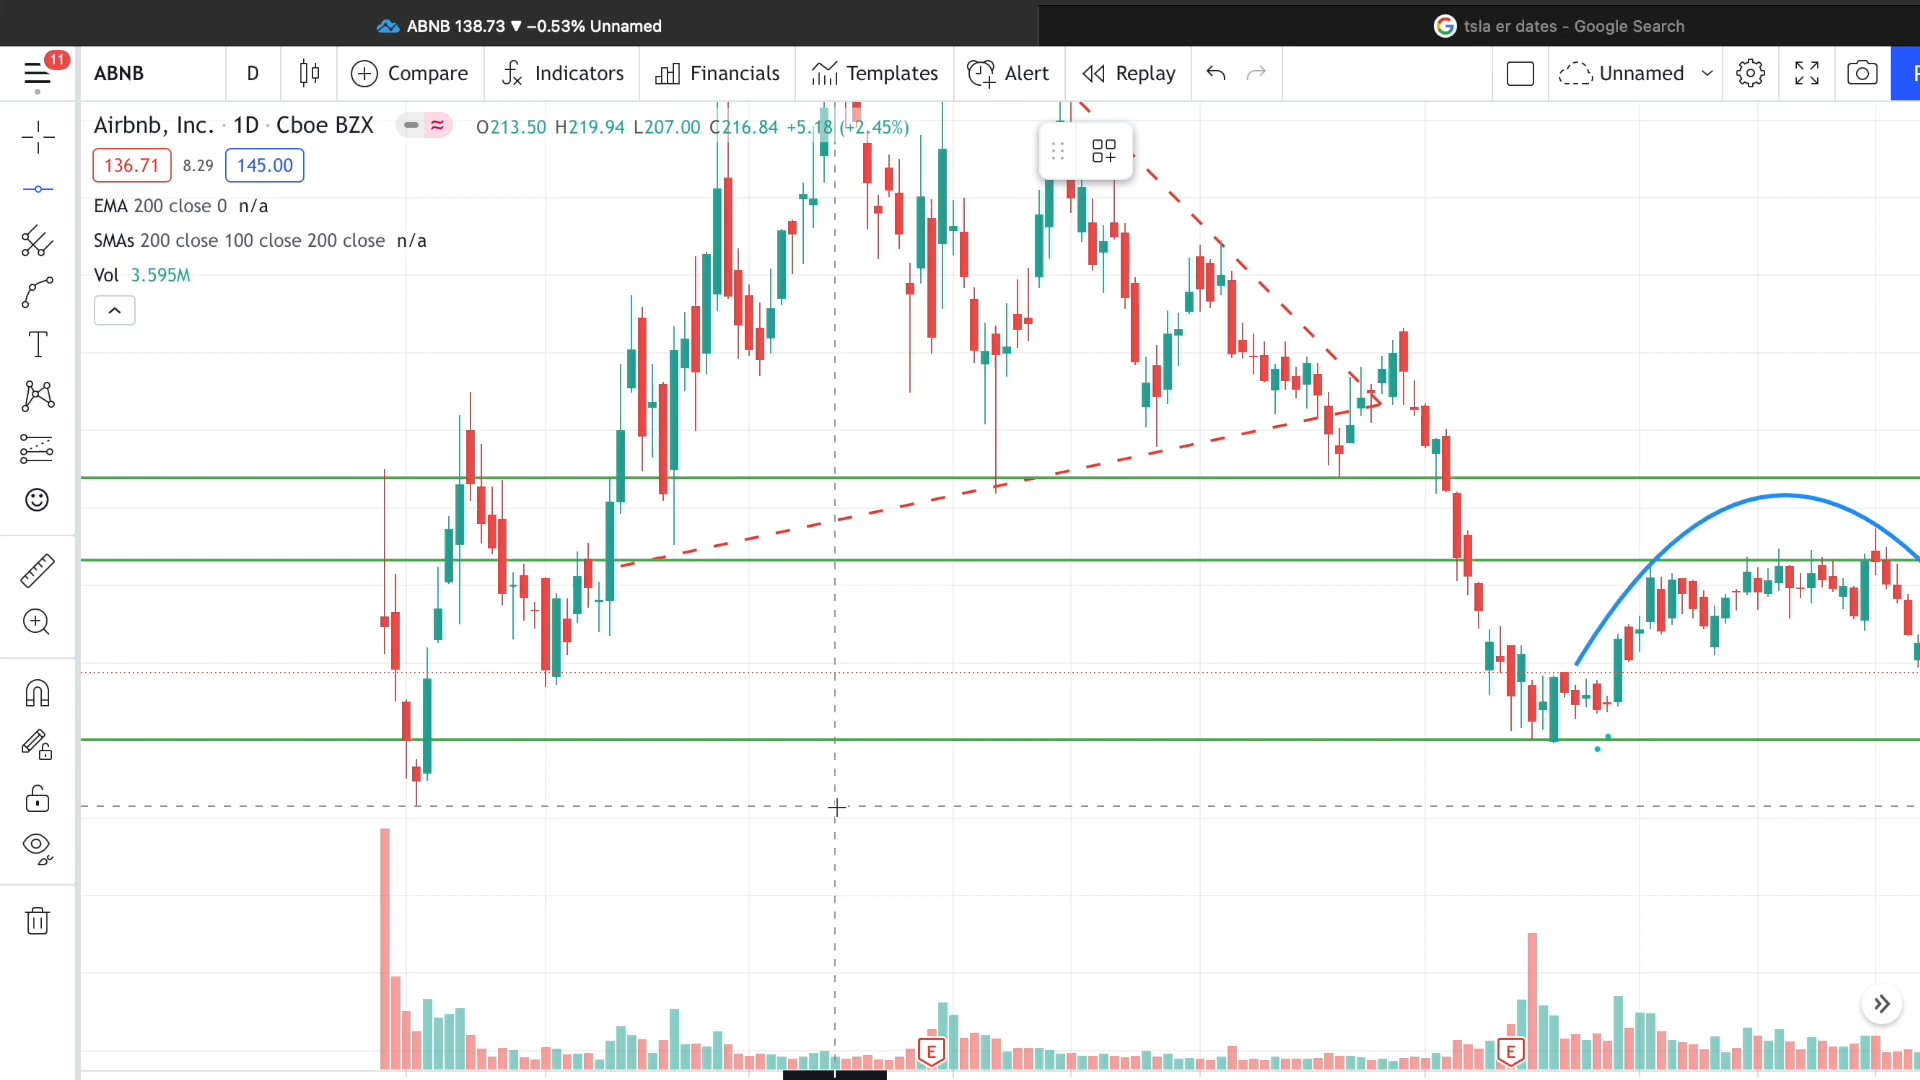 ABNB 138.73 ▼ −0.53% Unnamed
tsla er dates - Google Search
11
ABNB D Compare Indicators Financials Templates Alert Replay Unnamed
Airbnb, Inc. · 1D · Cboe BZX O213.50 H219.94 L207.00 C216.84 +5.18 (+2.45%)
136.71 8.29 145.00
EMA 200 close 0 n/a
SMAs 200 close 100 close 200 close n/a
Vol 3.595M
E E